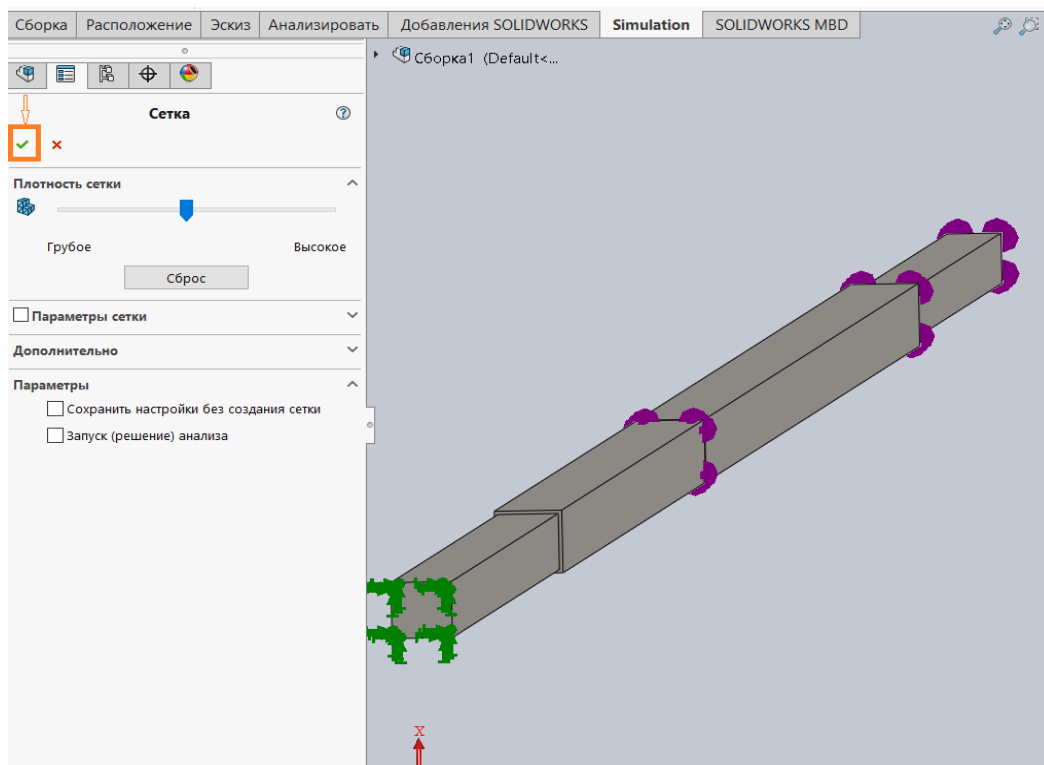 Сборка Расположение Эскиз Анализировать Добавления SOLIDWORKS Simulation SOLIDWORKS MBD
Сборка1 (Default<...
Сетка
Плотность сетки
Грубое Высокое
Сброс
Параметры сетки
Дополнительно
Параметры
Сохранить настройки без создания сетки
Запуск (решение) анализа
X